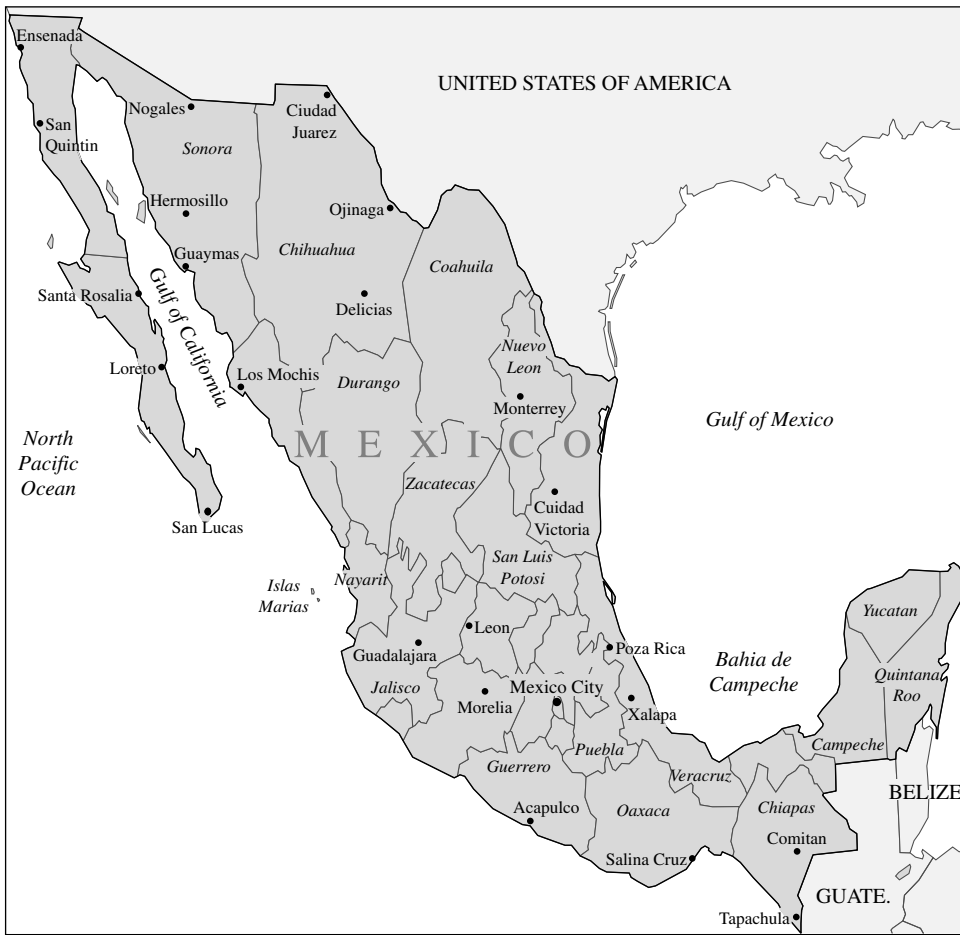 Ensenada
UNITED STATES OF AMERICA
Nogales
Ciudad
Juarez
San
Quintin
Sonora
Hermosillo
Ojinaga
Guaymas
Chihuahua
Coahuila
Gulf of California
Santa Rosalia
Delicias
Nuevo
Leon
Loreto
Los Mochis
Durango
Monterrey
Gulf of Mexico
North
Pacific
Ocean
MEXICO
Zacatecas
Cuidad
Victoria
San Lucas
San Luis
Potosi
Islas
Marias
Nayarit
Yucatan
Leon
Guadalajara
Poza Rica
Bahia de
Campeche
Quintana
Roo
Jalisco
Mexico City
Morelia
Xalapa
Campeche
Puebla
Guerrero
Veracruz
BELIZE
Acapulco
Oaxaca
Chiapas
Comitan
Salina Cruz
GUATE.
Tapachula